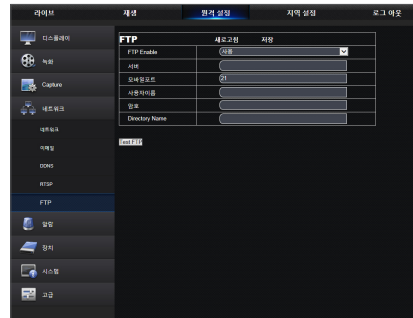 라이브 재생 원격 설정 지역 설정 로그 아웃
디스플레이
녹화
Capture
네트워크
네트워크
이메일
DDNS
RTSP
FTP
알람
장치
시스템
고급
FTP 새로고침 저장
FTP Enable 사용
서버
모바일포트 21
사용자이름
암호
Directory Name
Test FTP